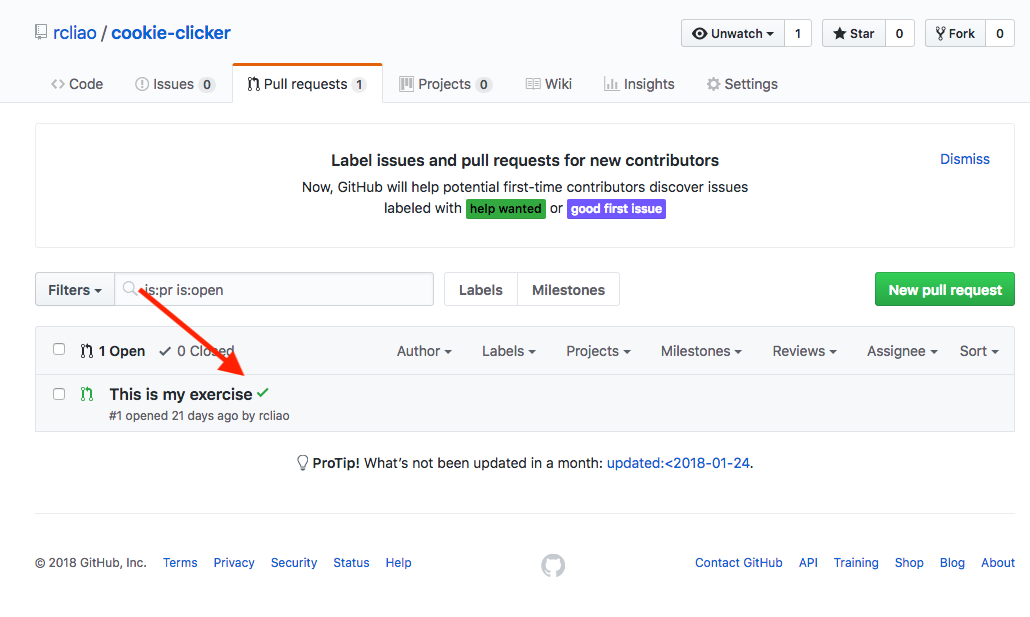 rcliao / cookie-clicker
Unwatch 1 Star 0 Fork 0
Code Issues 0 Pull requests 1 Projects 0 Wiki Insights Settings
Label issues and pull requests for new contributors
Dismiss
Now, GitHub will help potential first-time contributors discover issues
labeled with help wanted or good first issue
Filters is:pr is:open Labels Milestones New pull request
1 Open 0 Closed Author Labels Projects Milestones Reviews Assignee Sort
This is my exercise
#1 opened 21 days ago by rcliao
ProTip! What's not been updated in a month: updated:<2018-01-24.
© 2018 GitHub, Inc. Terms Privacy Security Status Help Contact GitHub API Training Shop Blog About